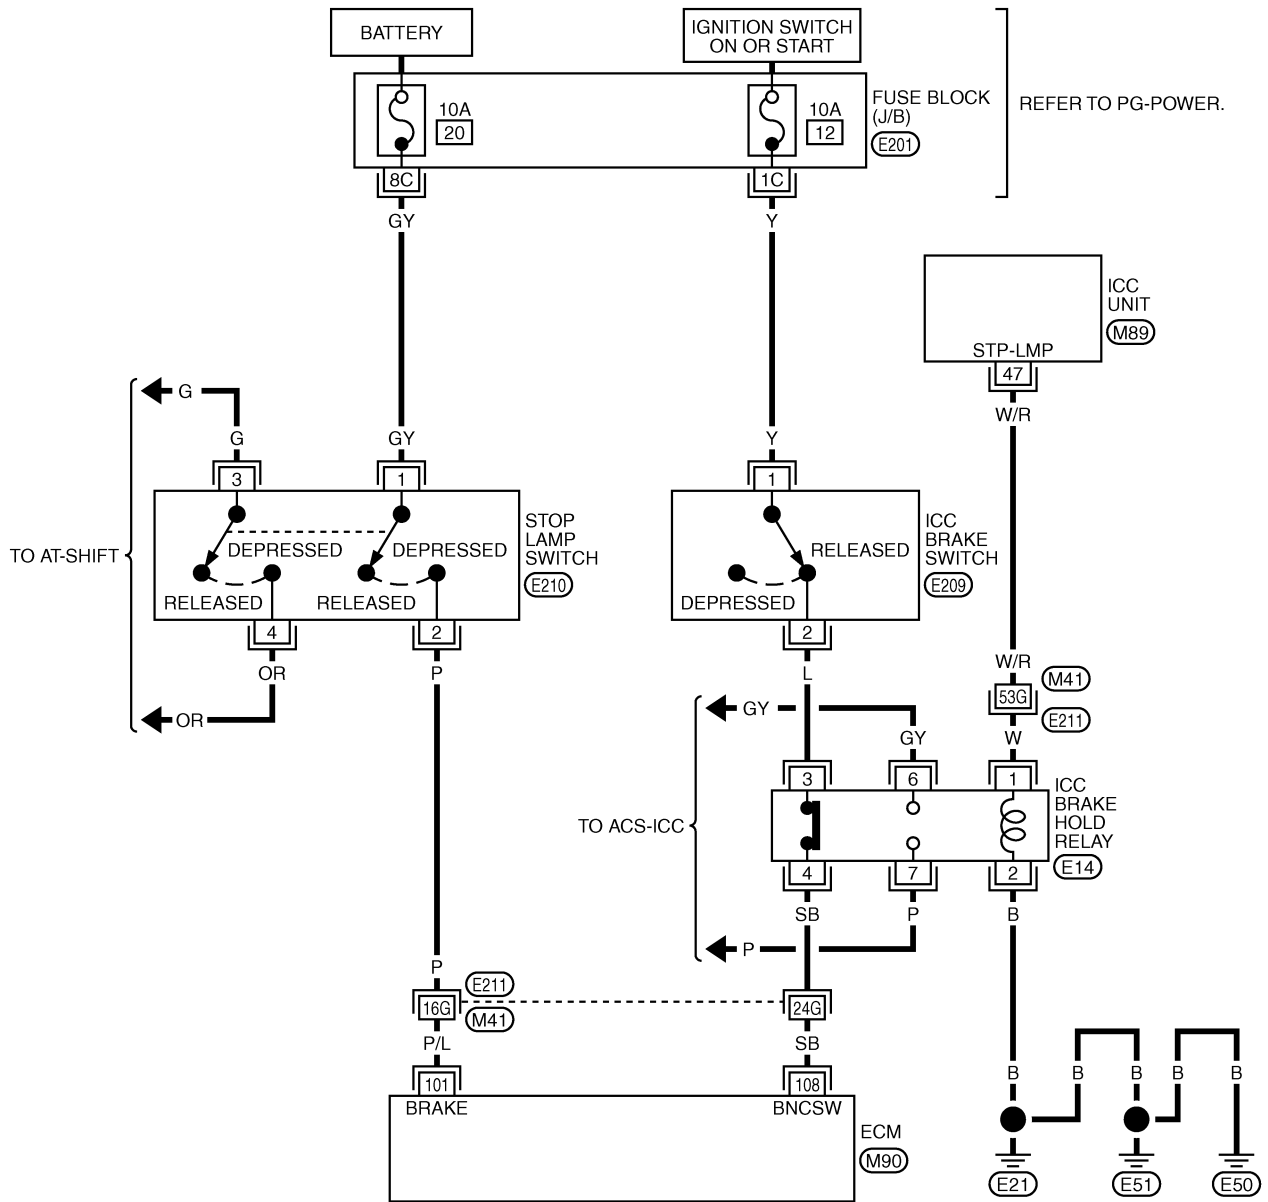 BATTERY
IGNITION SWITCH
ON OR START
10A
20
10A
12
FUSE BLOCK
(J/B)
E201
REFER TO PG-POWER.
8C
1C
GY
Y
ICC
UNIT
M89
STP-LMP
47
W/R
G
G
GY
Y
3
1
1
STOP
LAMP
SWITCH
E210
DEPRESSED
DEPRESSED
RELEASED
RELEASED
TO AT-SHIFT
4
2
OR
P
OR
ICC
BRAKE
SWITCH
E209
RELEASED
DEPRESSED
2
L
W/R
M41
53G
E211
W
GY
GY
3
6
1
ICC
BRAKE
HOLD
RELAY
E14
TO ACS-ICC
4
7
2
SB
P
B
P
P
E211
16G
M41
24G
P/L
SB
101
108
BRAKE
BNCSW
ECM
M90
B
B
B
B
B
E21
E51
E50